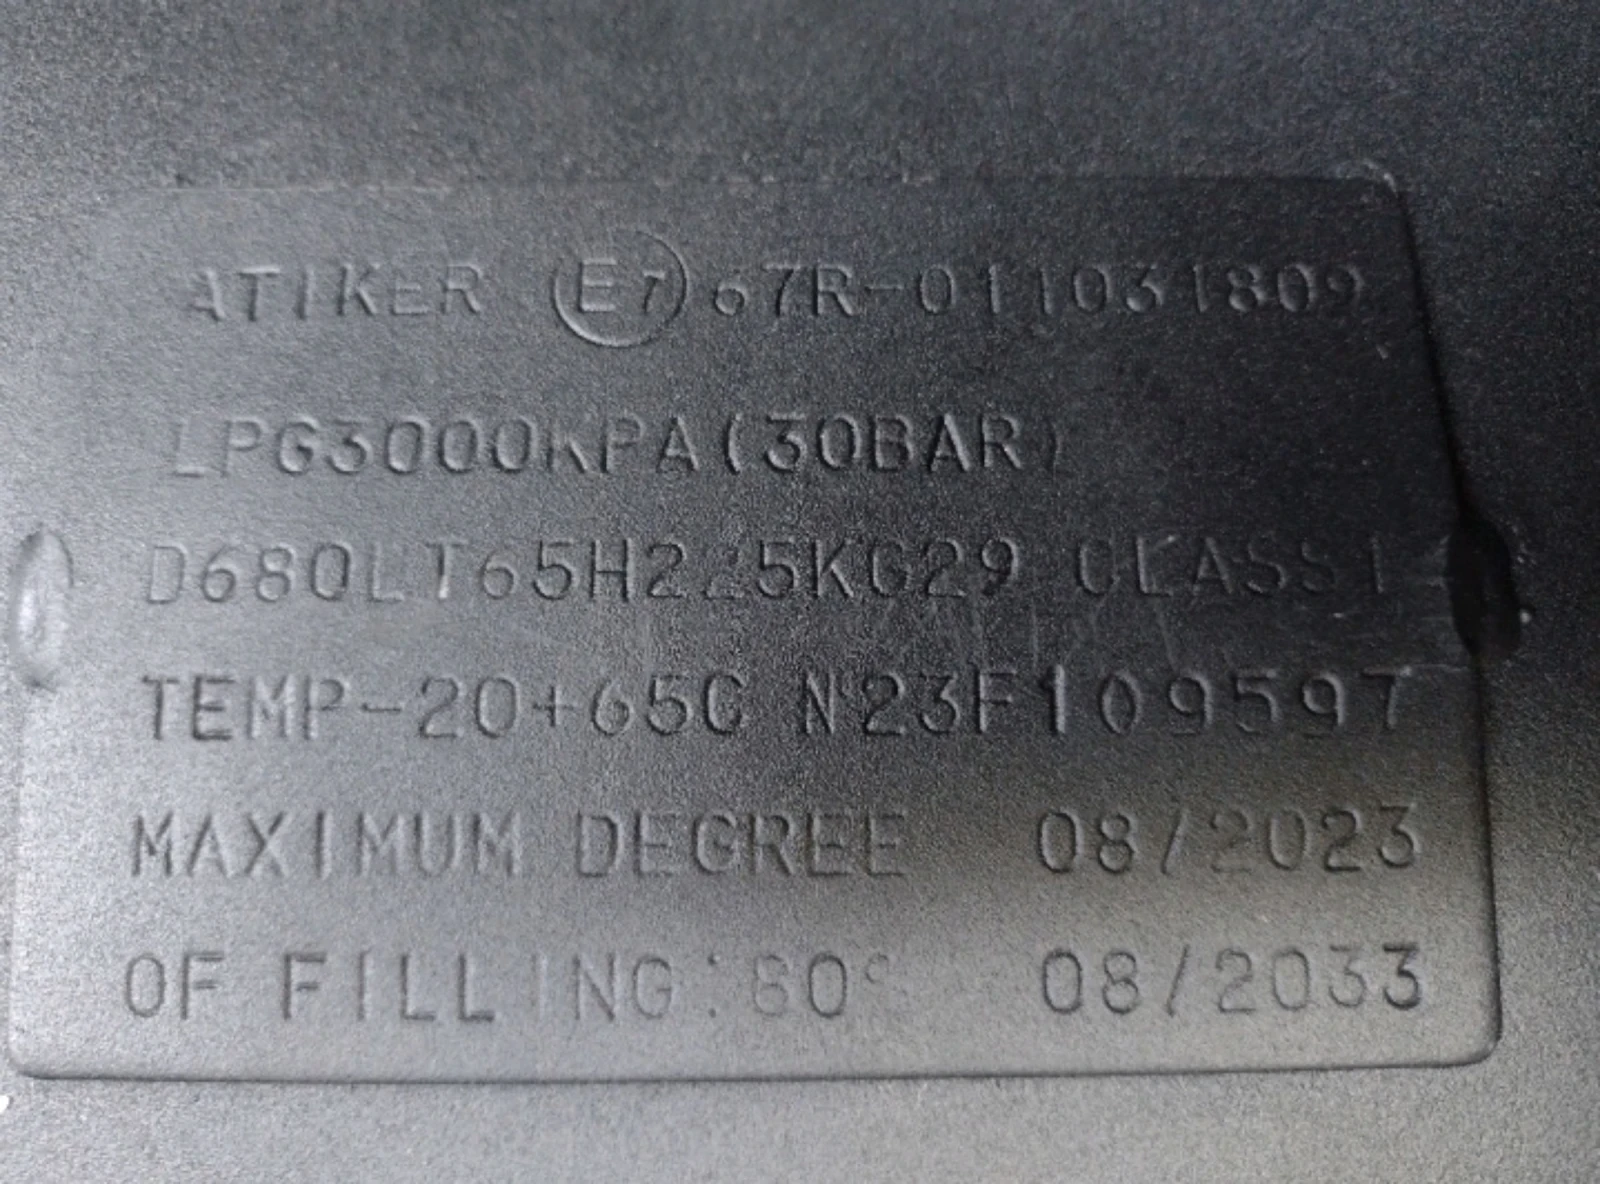 ATIKER E7 67R-011031809
LPG3000KPA(30BAR)
D680LT65H225KG29 CLASS1
TEMP-20+65C N°23F109597
MAXIMUM DEGREE 08/2023
OF FILLING:80% 08/2033